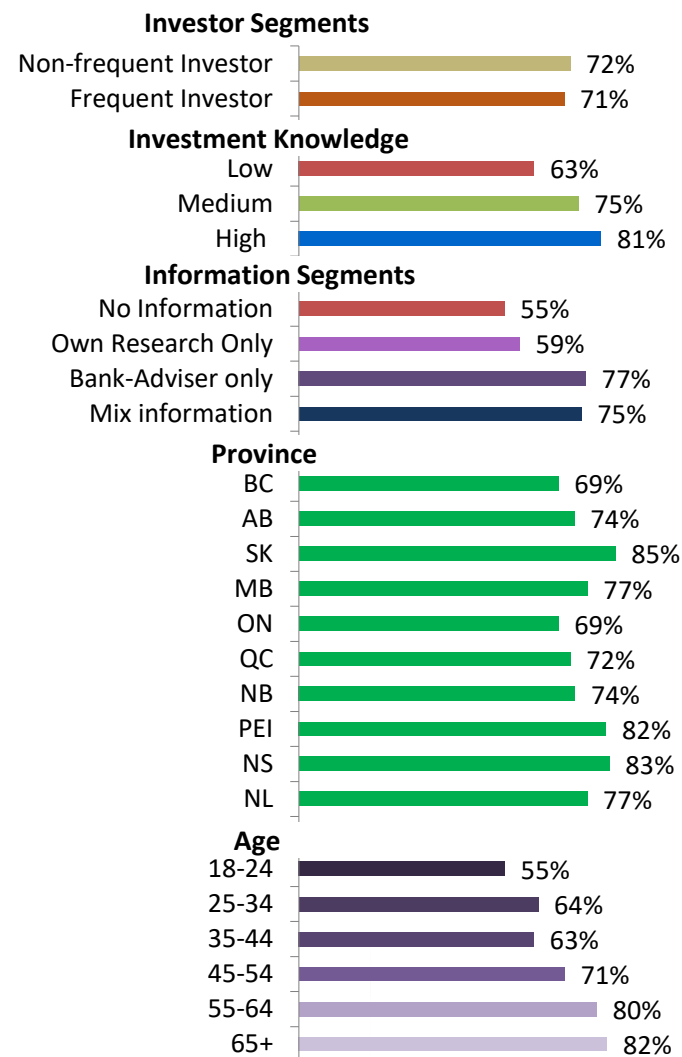 Investor Segments
Non-frequent Investor 72%
Frequent Investor 71%
Investment Knowledge
Low 63%
Medium 75%
High 81%
Information Segments
No Information 55%
Own Research Only 59%
Bank-Adviser only 77%
Mix information 75%
Province
BC 69%
AB 74%
SK 85%
MB 77%
ON 69%
QC 72%
NB 74%
PEI 82%
NS 83%
NL 77%
Age
18-24 55%
25-34 64%
35-44 63%
45-54 71%
55-64 80%
65+ 82%